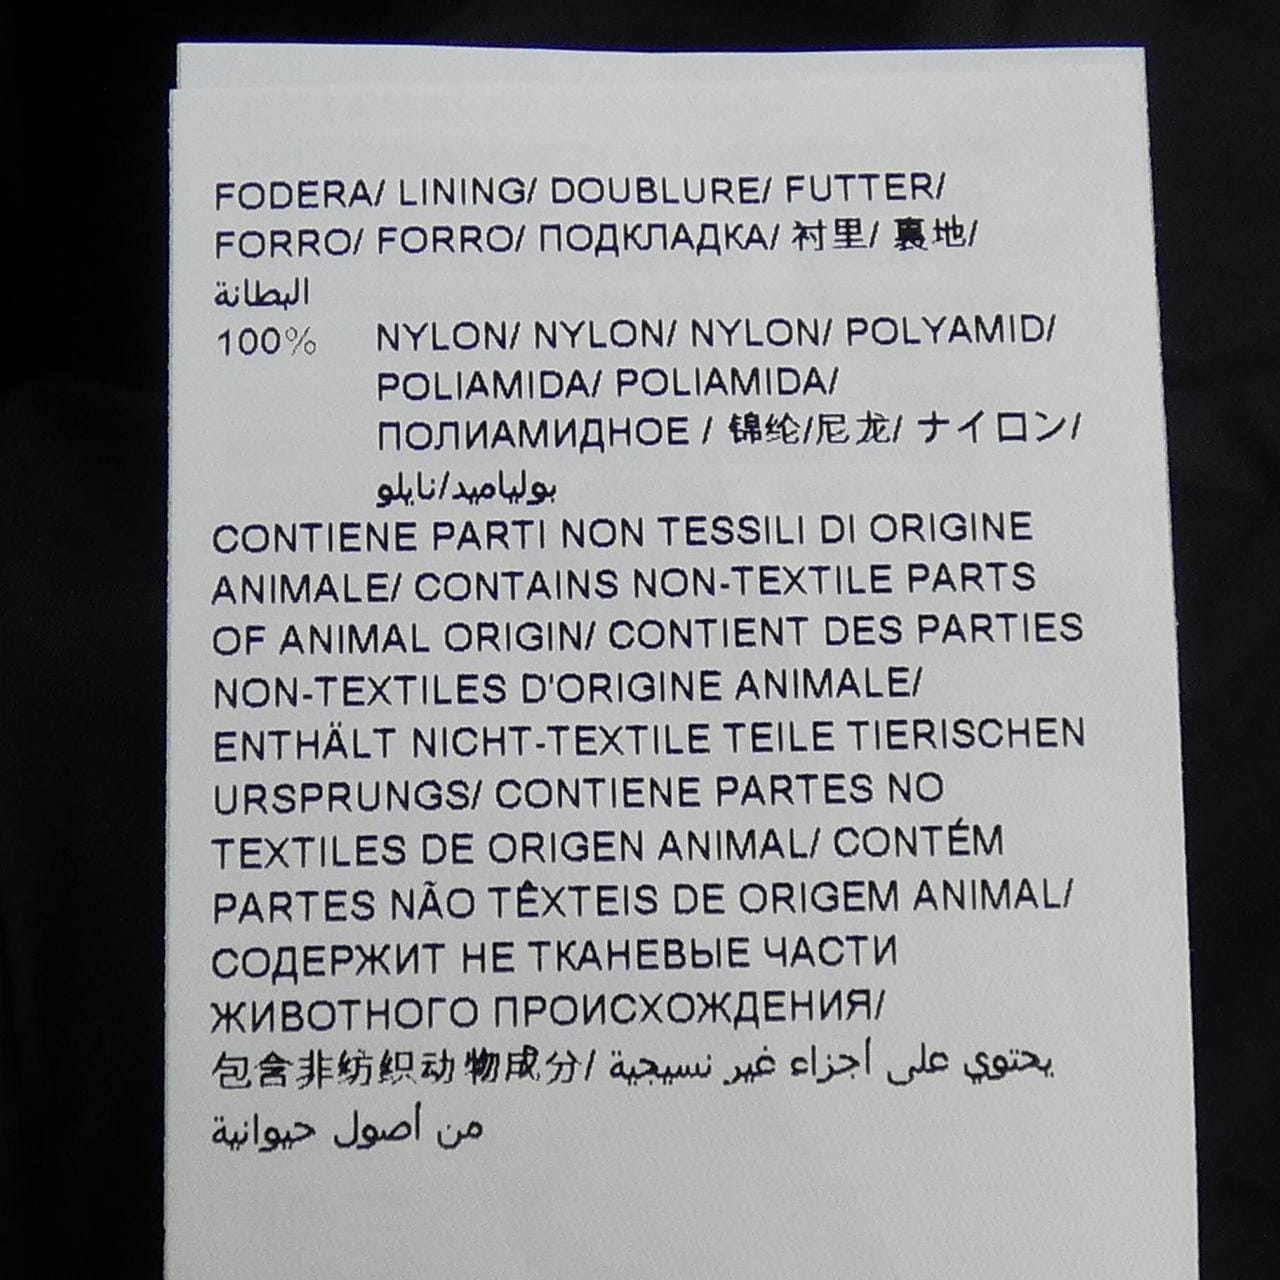 FODERA/ LINING/ DOUBLURE/ FUTTER/
FORRO/ FORRO/ ПОДКЛАДКА/ 衬里/ 裏地/
البطانة
100% NYLON/ NYLON/ NYLON/ POLYAMID/
POLIAMIDA/ POLIAMIDA/
ПОЛИАМИДНОЕ / 锦纶/尼龙/ ナイロン/
بولياميد/نايلو
CONTIENE PARTI NON TESSILI DI ORIGINE
ANIMALE/ CONTAINS NON-TEXTILE PARTS
OF ANIMAL ORIGIN/ CONTIENT DES PARTIES
NON-TEXTILES D'ORIGINE ANIMALE/
ENTHÄLT NICHT-TEXTILE TEILE TIERISCHEN
URSPRUNGS/ CONTIENE PARTES NO
TEXTILES DE ORIGEN ANIMAL/ CONTÉM
PARTES NÃO TÊXTEIS DE ORIGEM ANIMAL/
СОДЕРЖИТ НЕ ТКАНЕВЫЕ ЧАСТИ
ЖИВОТНОГО ПРОИСХОЖДЕНИЯ/
包含非纺织动物成分/ يحتوي على أجزاء غير نسيجية
من أصول حيوانية